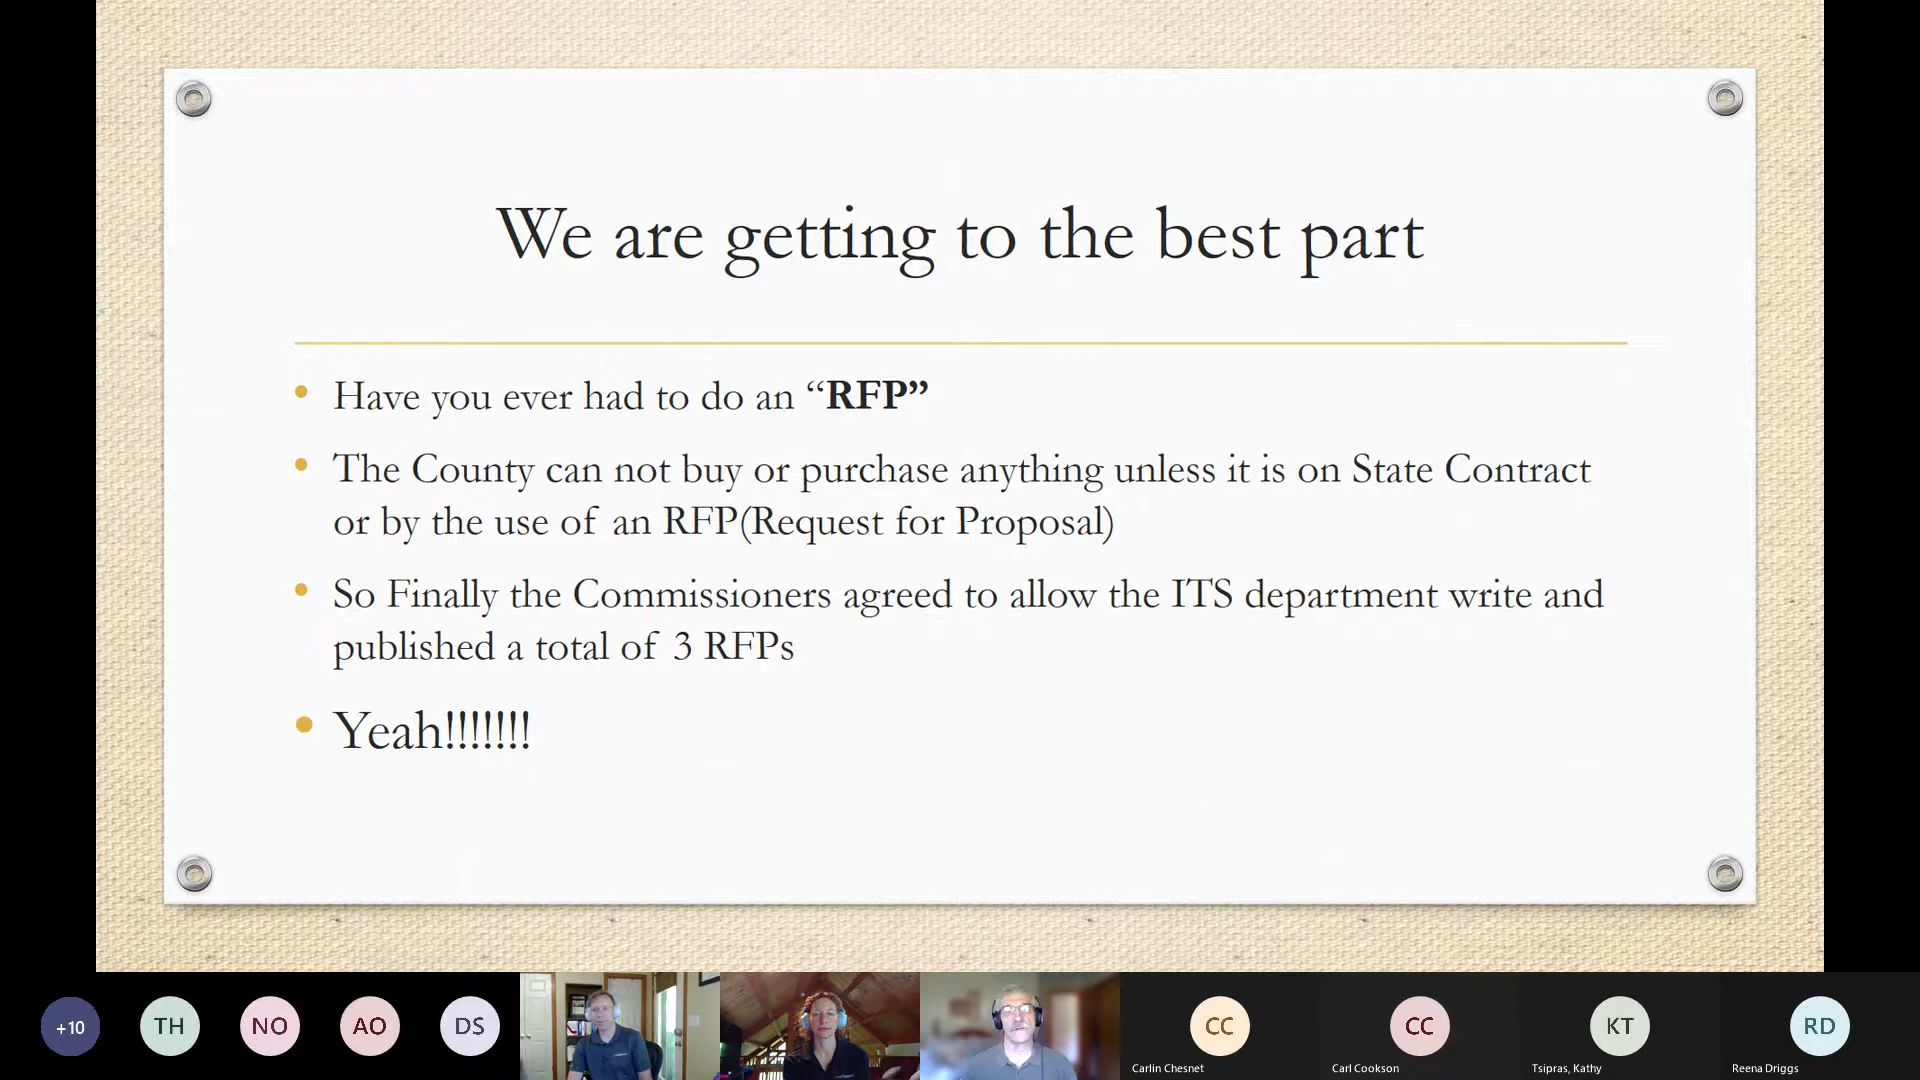 We are getting to the best part
• Have you ever had to do an “RFP”
• The County can not buy or purchase anything unless it is on State Contract
or by the use of an RFP(Request for Proposal)
• So Finally the Commissioners agreed to allow the ITS department write and
published a total of 3 RFPs
• Yeah!!!!!!!
+10
TH
NO
AO
DS
CC
CC
KT
RD
Carlin Chesnet
Carl Cookson
Tsipras, Kathy
Reena Driggs